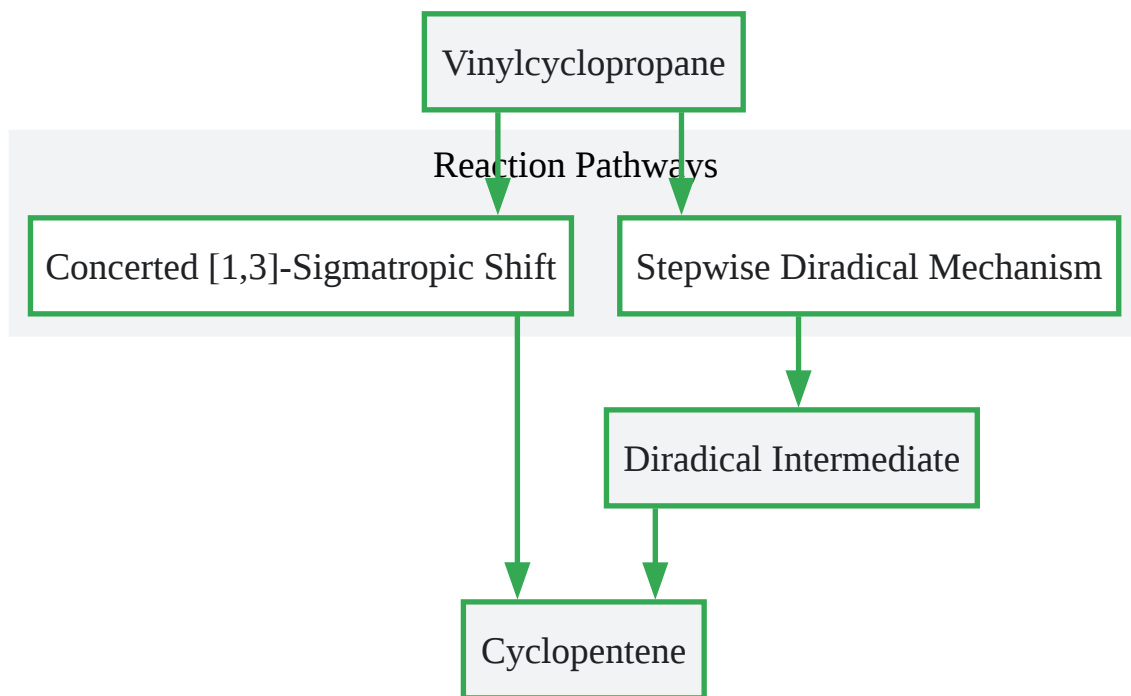 Vinylcyclopropane
Reaction Pathways
Concerted [1,3]-Sigmatropic Shift
Stepwise Diradical Mechanism
Diradical Intermediate
Cyclopentene